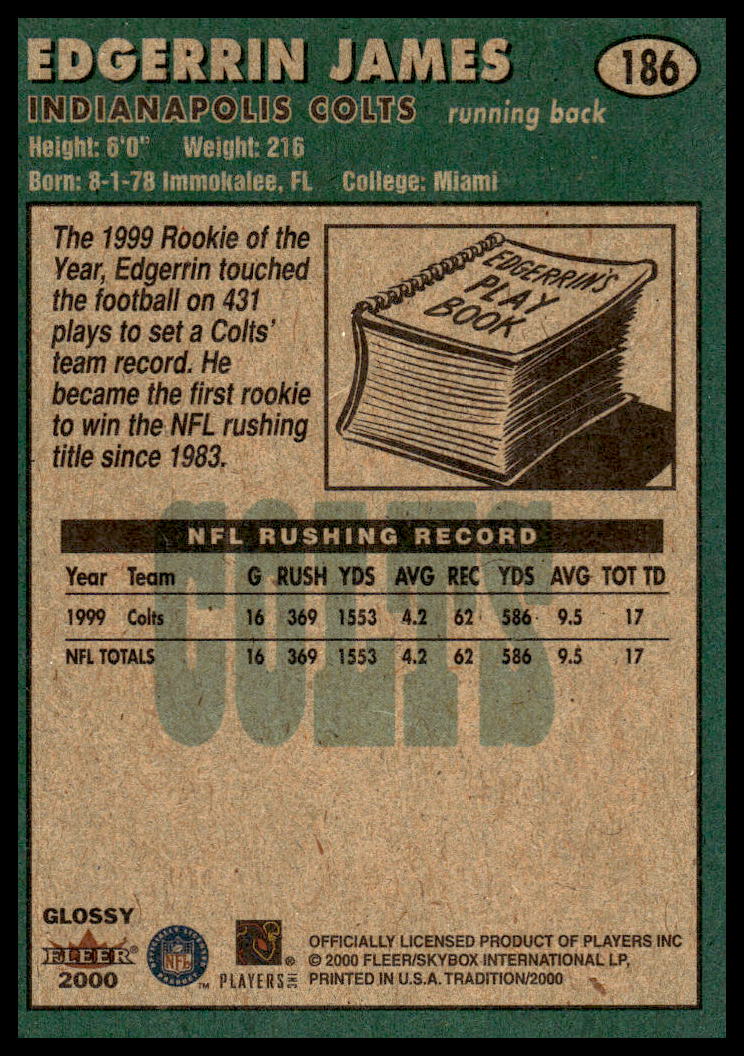 EDGERRIN JAMES
186
INDIANAPOLIS COLTS running back
Height: 6'0" Weight: 216
Born: 8-1-78 Immokalee, FL College: Miami
The 1999 Rookie of the
Year, Edgerrin touched
the football on 431
plays to set a Colts'
team record. He
became the first rookie
to win the NFL rushing
title since 1983.
EDGERRIN'S
PLAY
BOOK
COLTS
NFL RUSHING RECORD
Year Team G RUSH YDS AVG REC YDS AVG TOT TD
1999 Colts 16 369 1553 4.2 62 586 9.5 17
NFL TOTALS 16 369 1553 4.2 62 586 9.5 17
GLOSSY
FLEER®
2000
NFL
™
PLAYERS INC
®
OFFICIALLY LICENSED PRODUCT OF PLAYERS INC
© 2000 FLEER/SKYBOX INTERNATIONAL LP,
PRINTED IN U.S.A. TRADITION/2000